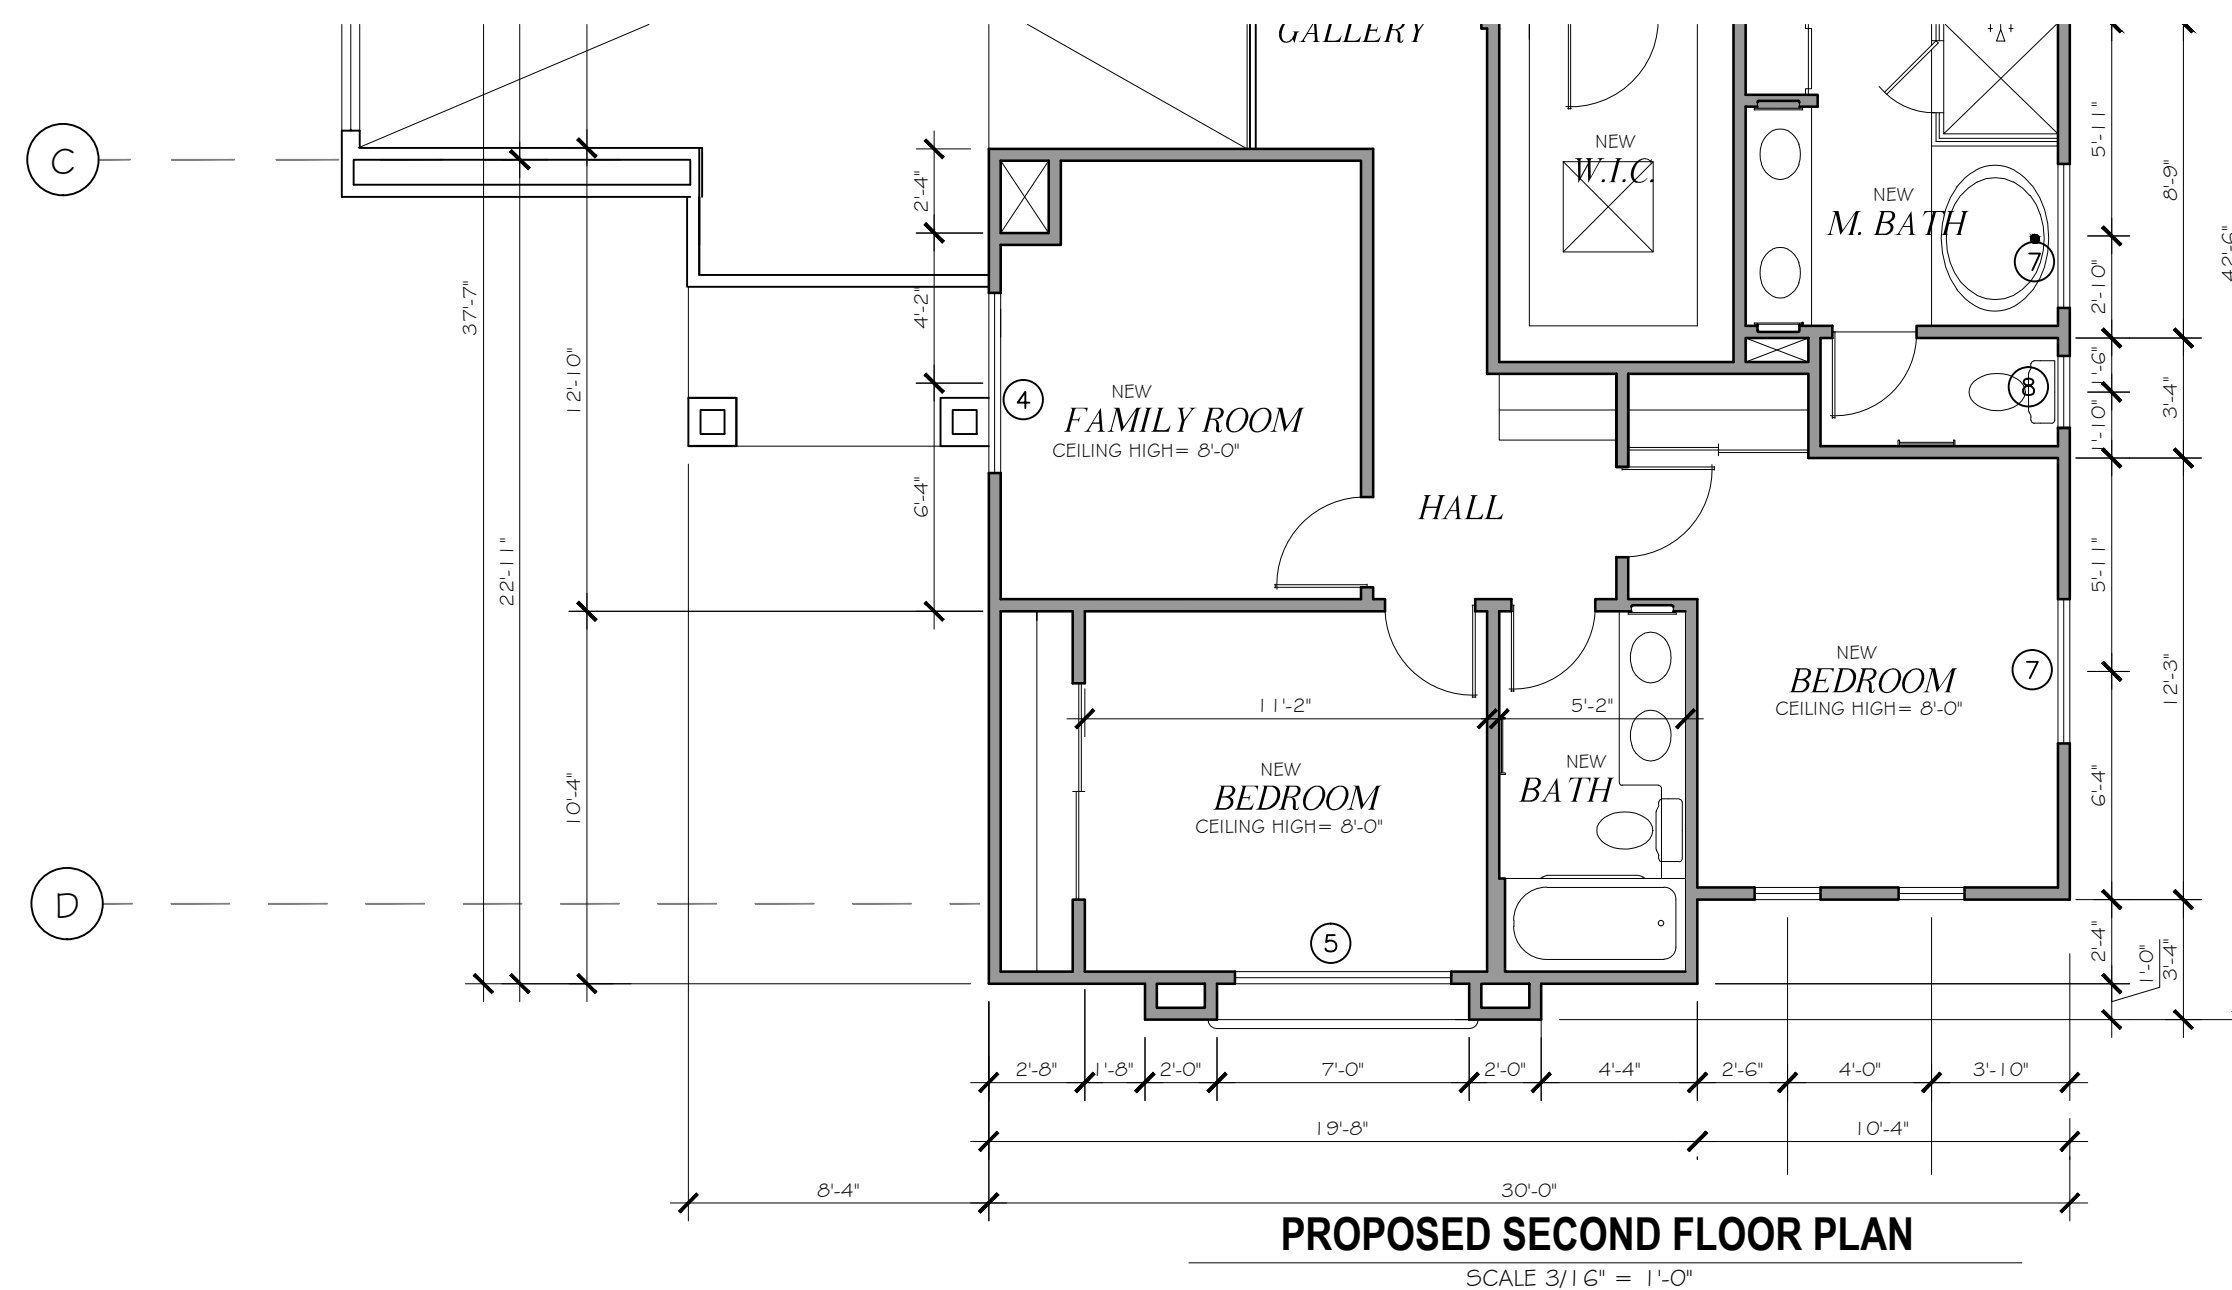 GALLERY
C
NEW
W.I.C.
NEW
M. BATH
7
5'-11"
8'-9"
2'-4"
42'-6"
2'-10"
37'-7"
4'-2"
12'-10"
4
NEW
FAMILY ROOM
CEILING HIGH= 8'-0"
8
1'-6"
3'-4"
1'-10"
6'-4"
HALL
22'-11"
5'-11"
NEW
BEDROOM
CEILING HIGH= 8'-0"
7
12'-3"
11'-2"
5'-2"
NEW
BEDROOM
CEILING HIGH= 8'-0"
NEW
BATH
10'-4"
6'-4"
D
5
2'-4"
1'-0"
3'-4"
2'-8"
1'-8"
2'-0"
7'-0"
2'-0"
4'-4"
2'-6"
4'-0"
3'-10"
19'-8"
10'-4"
8'-4"
30'-0"
PROPOSED SECOND FLOOR PLAN
SCALE 3/16" = 1'-0"